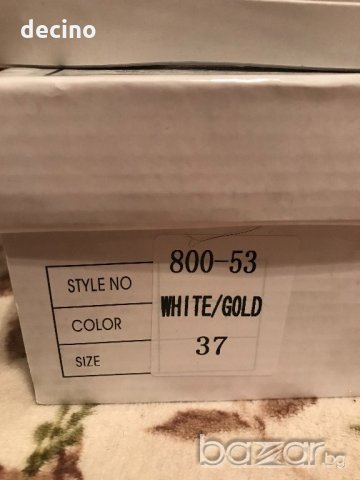 decino
STYLE NO 800-53
COLOR WHITE/GOLD
SIZE 37
bazar.bg